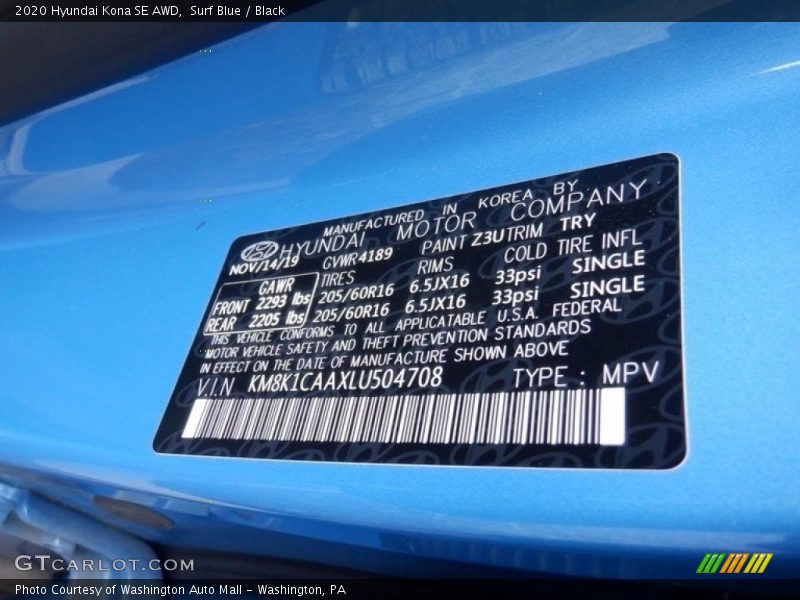 2020 Hyundai Kona SE AWD, Surf Blue / Black
MANUFACTURED IN KOREA BY
HYUNDAI MOTOR COMPANY
NOV/14/19 GVWR 4189 PAINT Z3U TRIM TRY
GAWR TIRES RIMS COLD TIRE INFL
FRONT 2293 lbs 205/60R16 6.5JX16 33psi SINGLE
REAR 2205 lbs 205/60R16 6.5JX16 33psi SINGLE
THIS VEHICLE CONFORMS TO ALL APPLICATABLE U.S.A. FEDERAL
MOTOR VEHICLE SAFETY AND THEFT PREVENTION STANDARDS
IN EFFECT ON THE DATE OF MANUFACTURE SHOWN ABOVE
V.I.N KM8K1CAAXLU504708 TYPE : MPV
GTCARLOT.COM
Photo Courtesy of Washington Auto Mall - Washington, PA